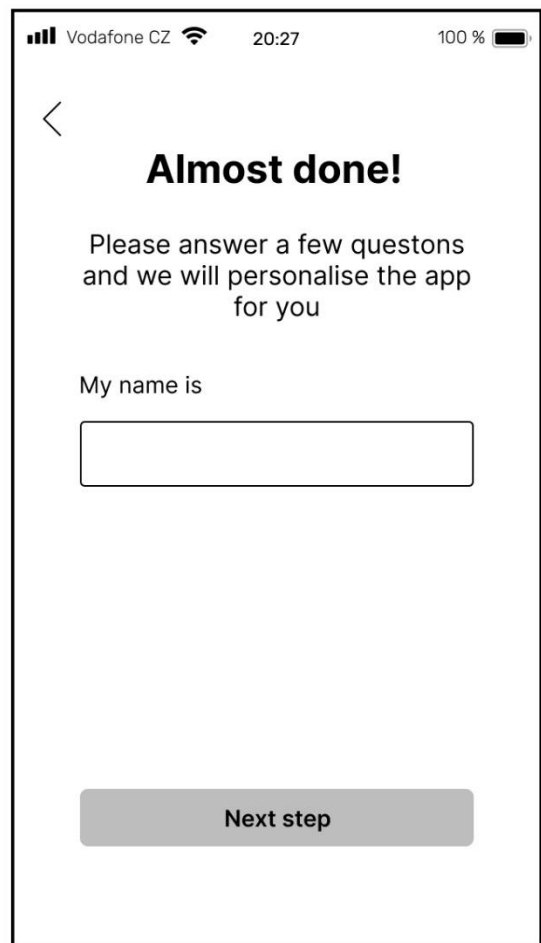 Vodafone CZ 20:27 100 %
Almost done!
Please answer a few questons
and we will personalise the app
for you
My name is
Next step